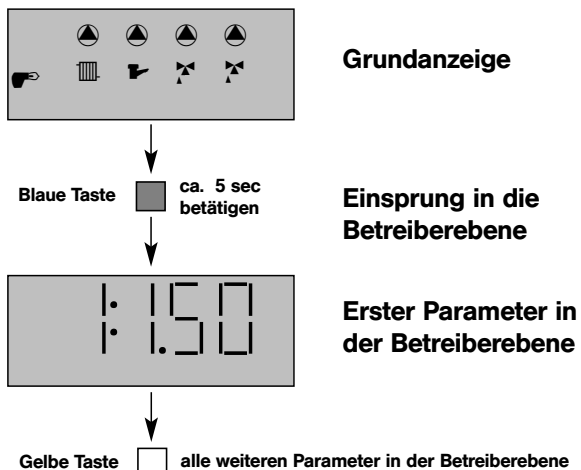 Grundanzeige
Blaue Taste
ca. 5 sec
betätigen
Einsprung in die
Betreiberebene
1:1.50
Erster Parameter in
der Betreiberebene
Gelbe Taste
alle weiteren Parameter in der Betreiberebene